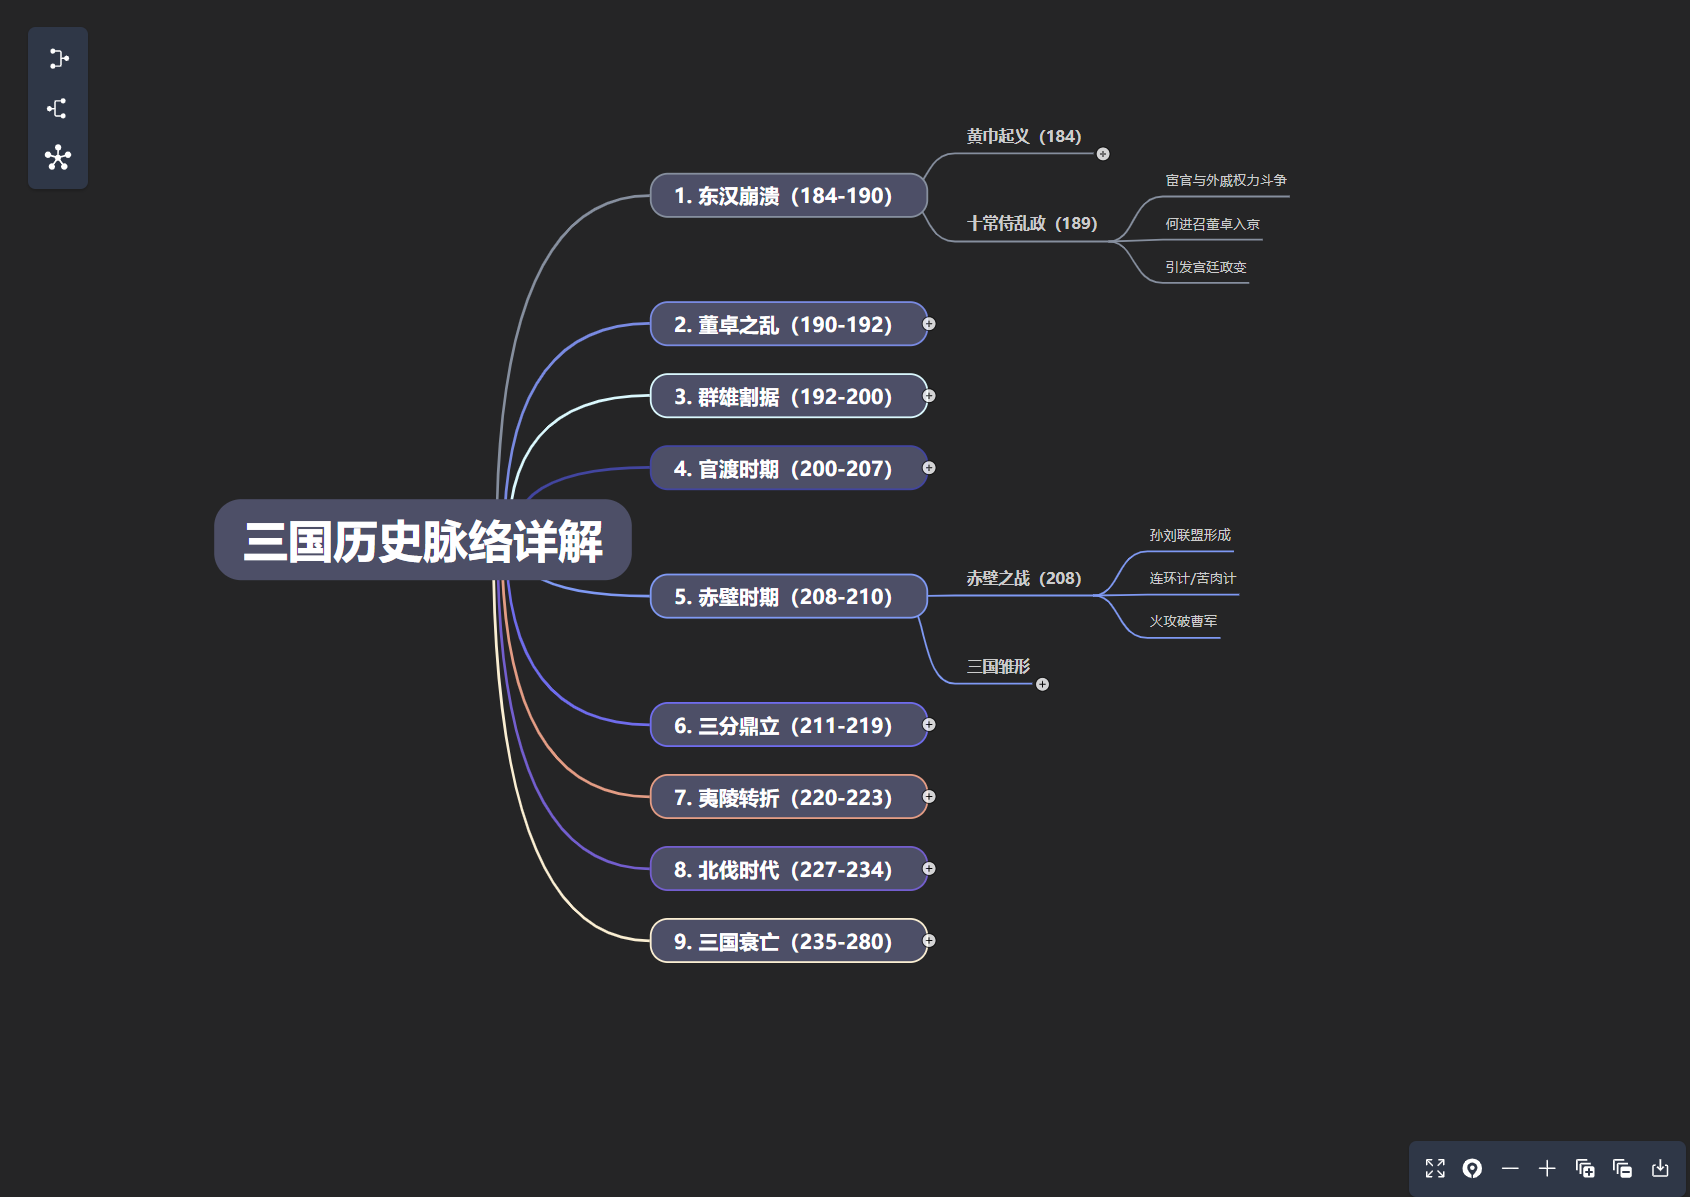 三国历史脉络详解
1. 东汉崩溃（184-190）
黄巾起义（184）
十常侍乱政（189）
宦官与外戚权力斗争
何进召董卓入京
引发宫廷政变
2. 董卓之乱（190-192）
3. 群雄割据（192-200）
4. 官渡时期（200-207）
5. 赤壁时期（208-210）
赤壁之战（208）
孙刘联盟形成
连环计/苦肉计
火攻破曹军
三国雏形
6. 三分鼎立（211-219）
7. 夷陵转折（220-223）
8. 北伐时代（227-234）
9. 三国衰亡（235-280）